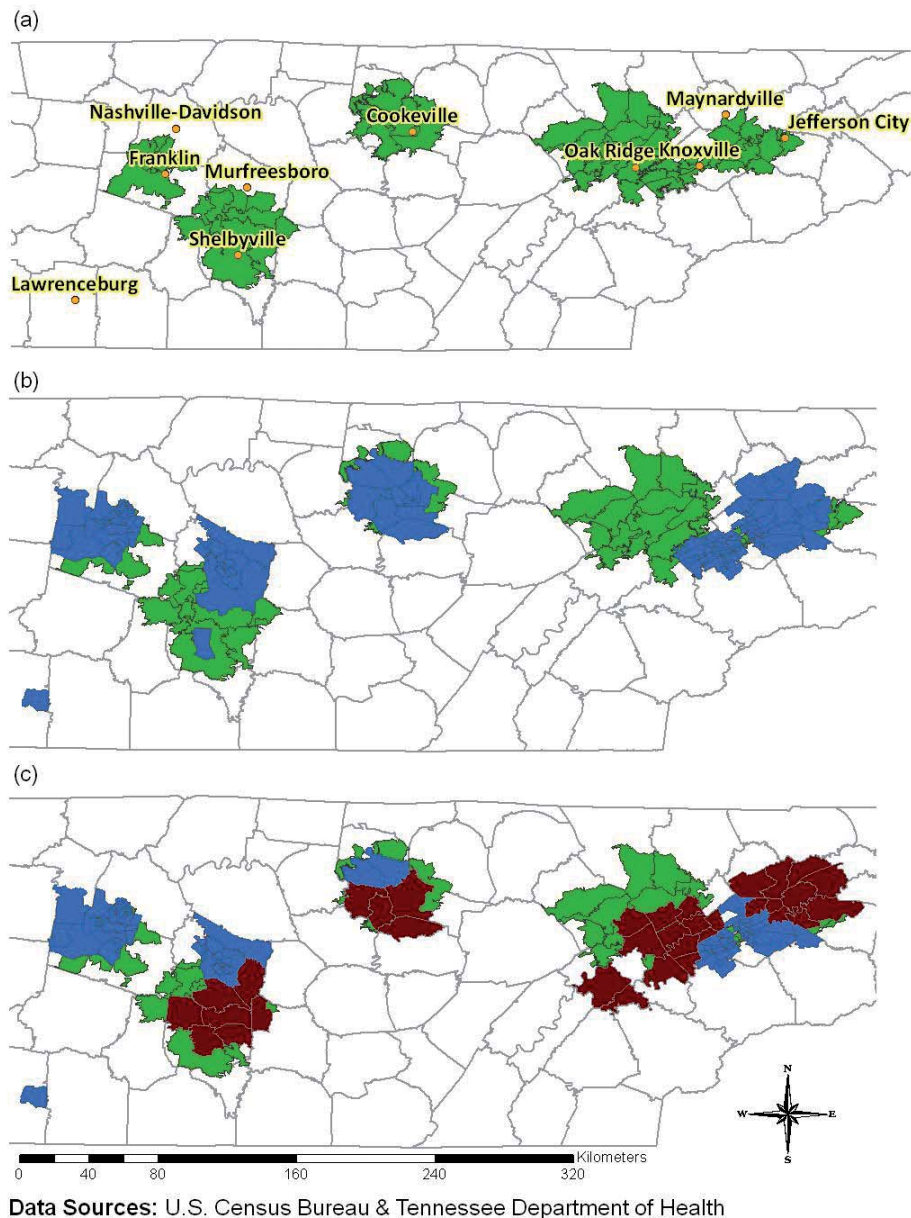 (a)
Nashville-Davidson
Franklin
Murfreesboro
Shelbyville
Lawrenceburg
Cookeville
Maynardville
Jefferson City
Oak Ridge
Knoxville
(b)
(c)
N
W
E
S
Kilometers
0 20 40 80 160 240 320
Data Sources: U.S. Census Bureau & Tennessee Department of Health